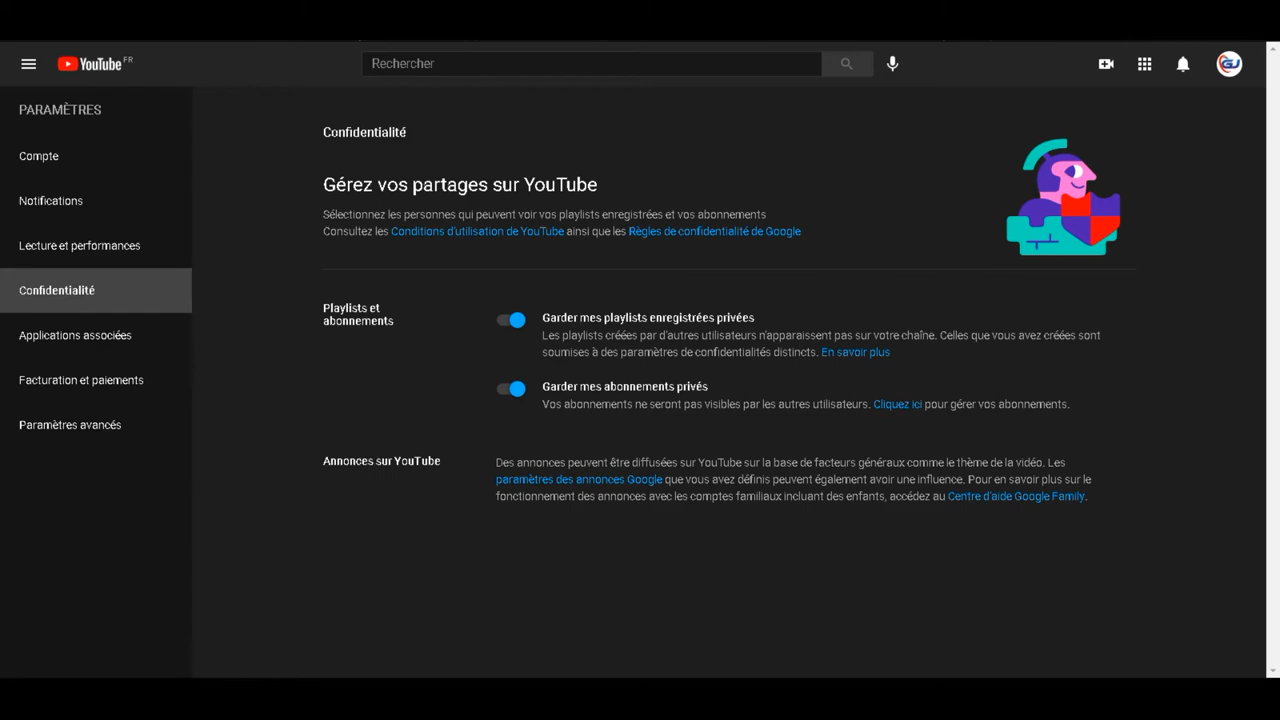 YouTube FR
Rechercher
GJ
PARAMÈTRES
Compte
Notifications
Lecture et performances
Confidentialité
Applications associées
Facturation et paiements
Paramètres avancés
Confidentialité
Gérez vos partages sur YouTube
Sélectionnez les personnes qui peuvent voir vos playlists enregistrées et vos abonnements
Consultez les Conditions d'utilisation de YouTube ainsi que les Règles de confidentialité de Google
Playlists et
abonnements
Garder mes playlists enregistrées privées
Les playlists créées par d'autres utilisateurs n'apparaissent pas sur votre chaîne. Celles que vous avez créées sont
soumises à des paramètres de confidentialités distincts. En savoir plus
Garder mes abonnements privés
Vos abonnements ne seront pas visibles par les autres utilisateurs. Cliquez ici pour gérer vos abonnements.
Annonces sur YouTube
Des annonces peuvent être diffusées sur YouTube sur la base de facteurs généraux comme le thème de la vidéo. Les
paramètres des annonces Google que vous avez définis peuvent également avoir une influence. Pour en savoir plus sur le
fonctionnement des annonces avec les comptes familiaux incluant des enfants, accédez au Centre d'aide Google Family.